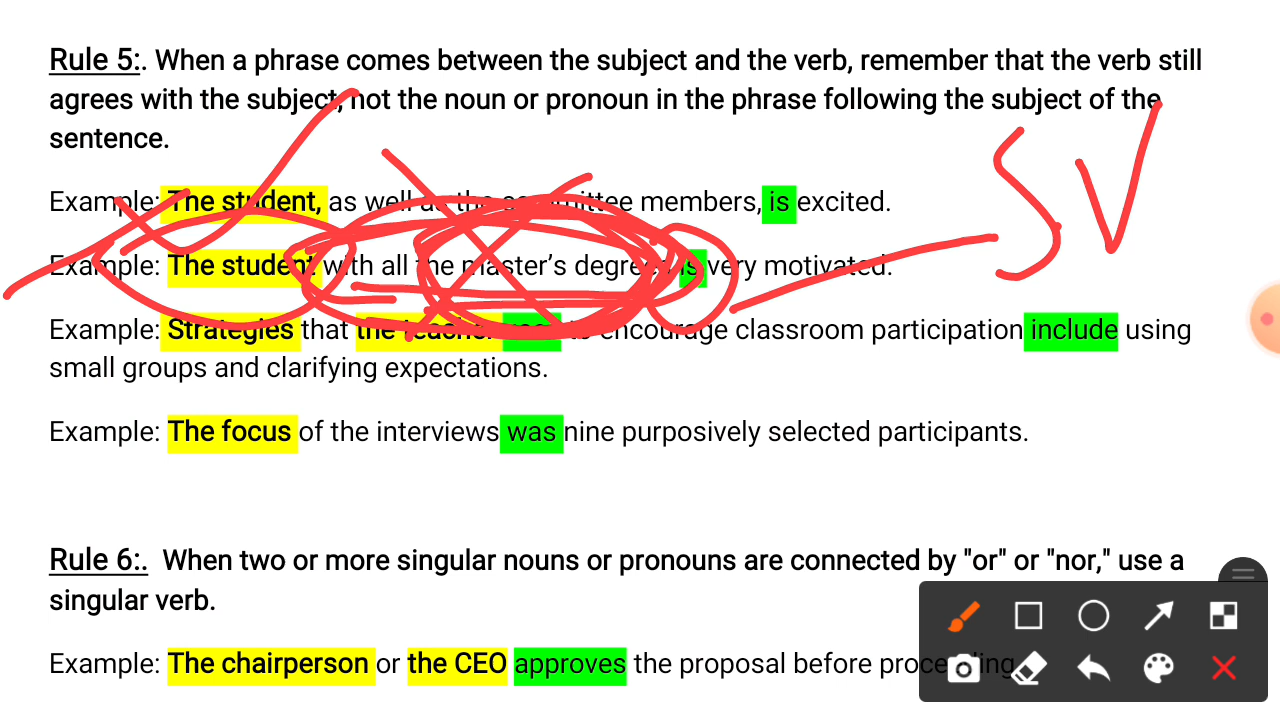 Rule 5:. When a phrase comes between the subject and the verb, remember that the verb still
agrees with the subject, not the noun or pronoun in the phrase following the subject of the
sentence.
Example: The student, as well as the committee members, is excited.
Example: The student with all the master's degrees is very motivated.
S V
Example: Strategies that the teacher to encourage classroom participation include using
small groups and clarifying expectations.
Example: The focus of the interviews was nine purposively selected participants.
Rule 6:. When two or more singular nouns or pronouns are connected by "or" or "nor," use a
singular verb.
Example: The chairperson or the CEO approves the proposal before proceeding.